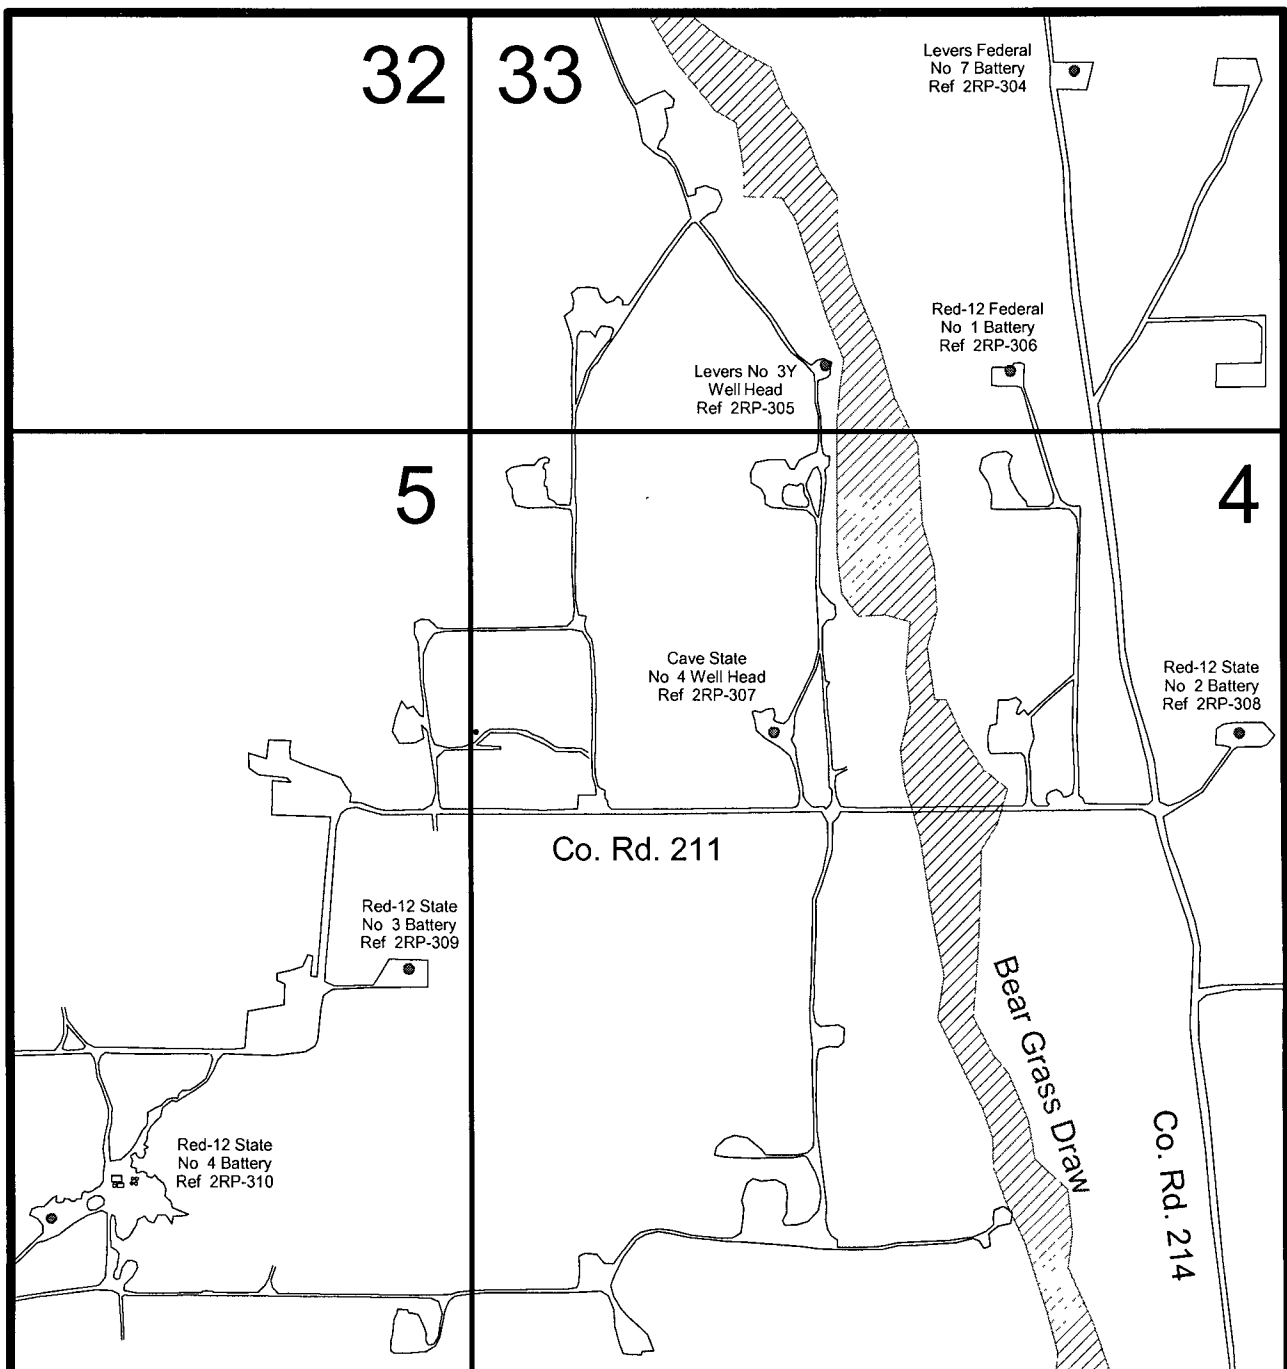 32
33
Levers Federal
No 7 Battery
Ref 2RP-304
Red-12 Federal
No 1 Battery
Ref 2RP-306
Levers No 3Y
Well Head
Ref 2RP-305
5
4
Cave State
No 4 Well Head
Ref 2RP-307
Red-12 State
No 2 Battery
Ref 2RP-308
Co. Rd. 211
Red-12 State
No 3 Battery
Ref 2RP-309
Bear Grass Draw
Co. Rd. 214
Red-12 State
No 4 Battery
Ref 2RP-310